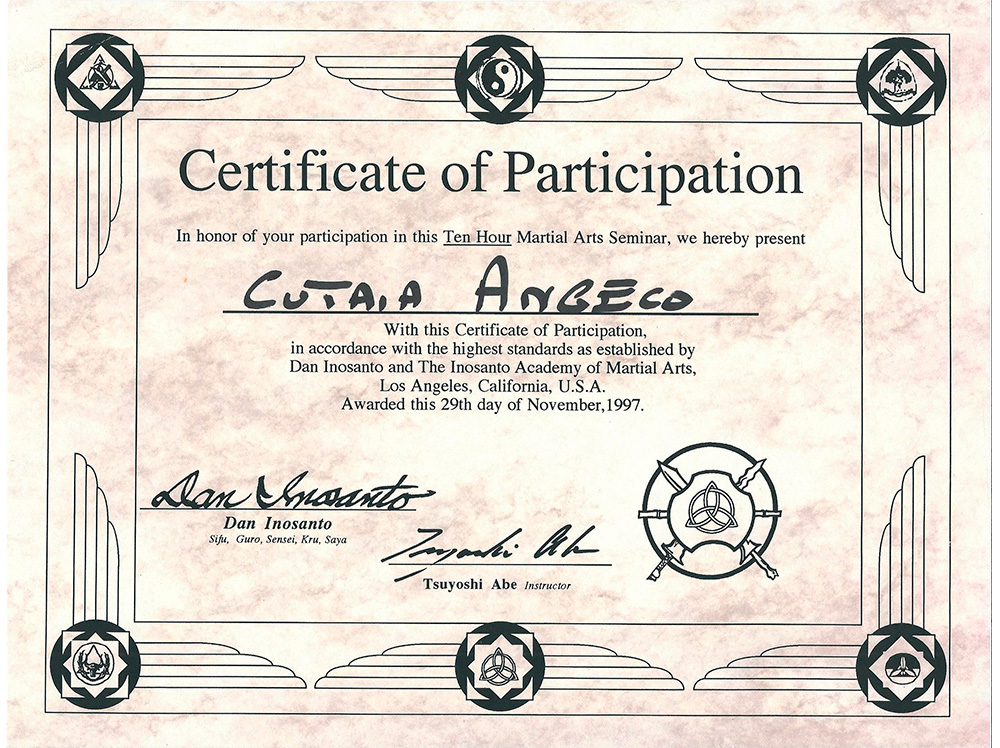 Certificate of Participation
In honor of your participation in this Ten Hour Martial Arts Seminar, we hereby present
CUTAIA ANGECO
With this Certificate of Participation,
in accordance with the highest standards as established by
Dan Inosanto and The Inosanto Academy of Martial Arts,
Los Angeles, California, U.S.A.
Awarded this 29th day of November,1997.
Dan Inosanto
Dan Inosanto
Sifu, Guro, Sensei, Kru, Saya
Tsuyoshi Abe
Tsuyoshi Abe Instructor